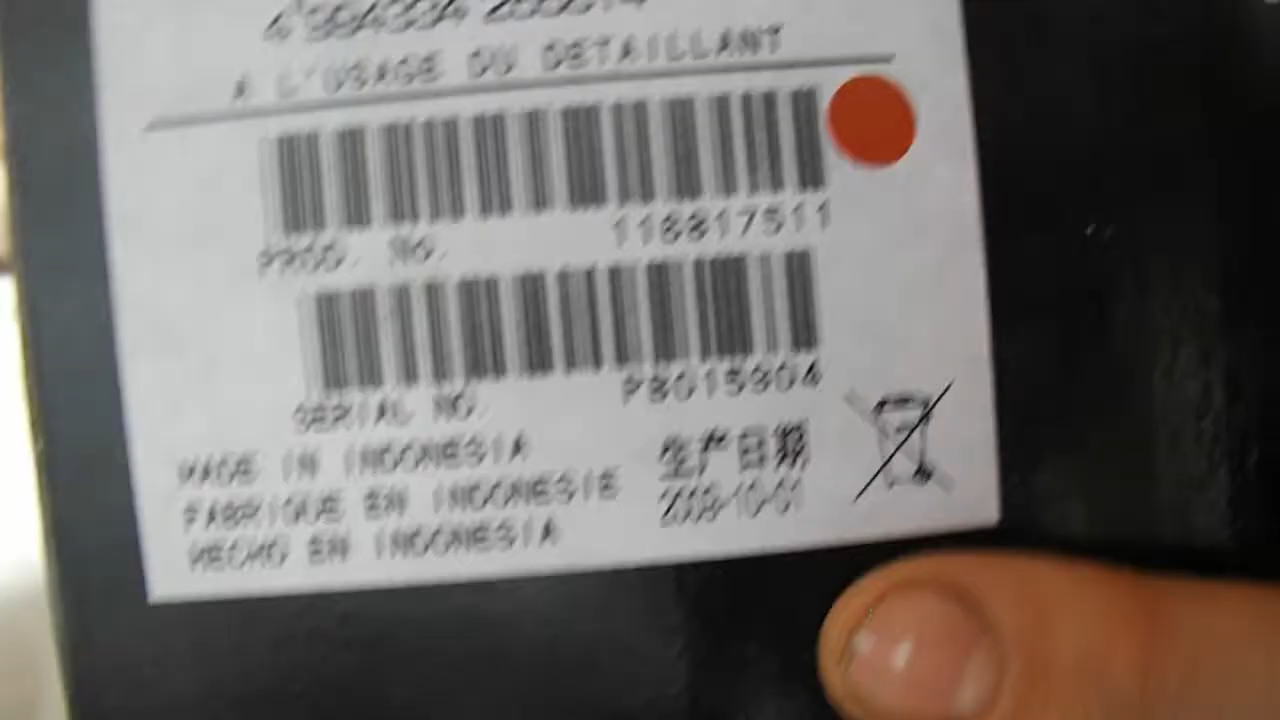 A L'USAGE DU DETAILLANT
PROD. NO. 118817511
SERIAL NO.
MADE IN INDONESIA
FABRIQUE EN INDONESIE
HECHO EN INDONESIA
生产日期
2008-10-01